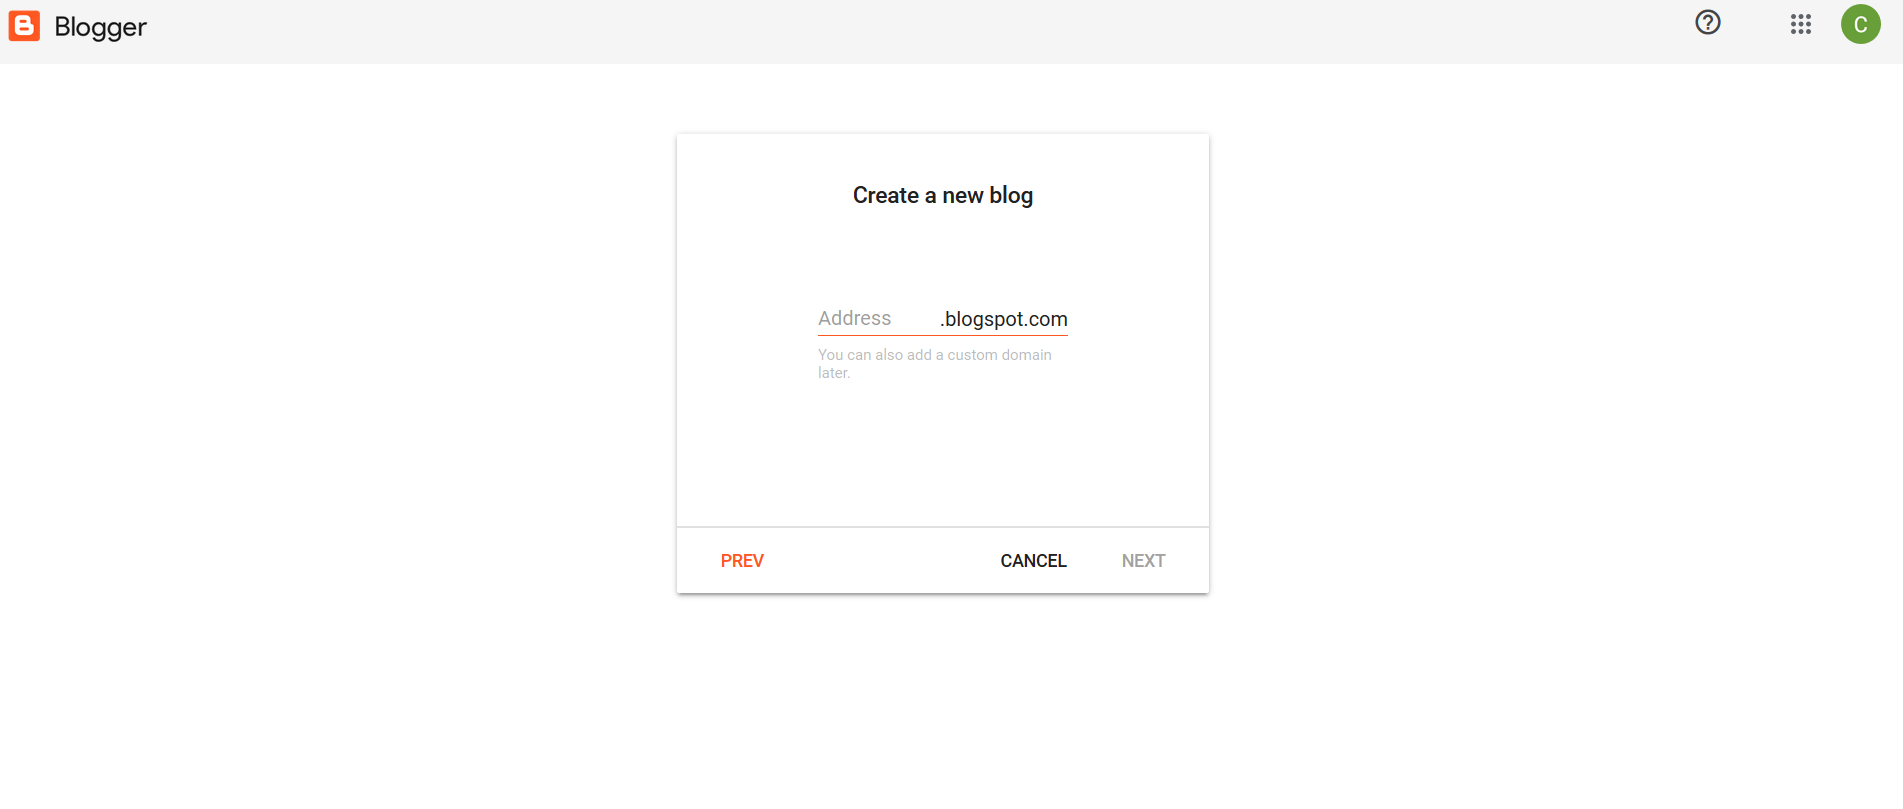 Blogger
C
Create a new blog
Address .blogspot.com
You can also add a custom domain
later.
PREV CANCEL NEXT